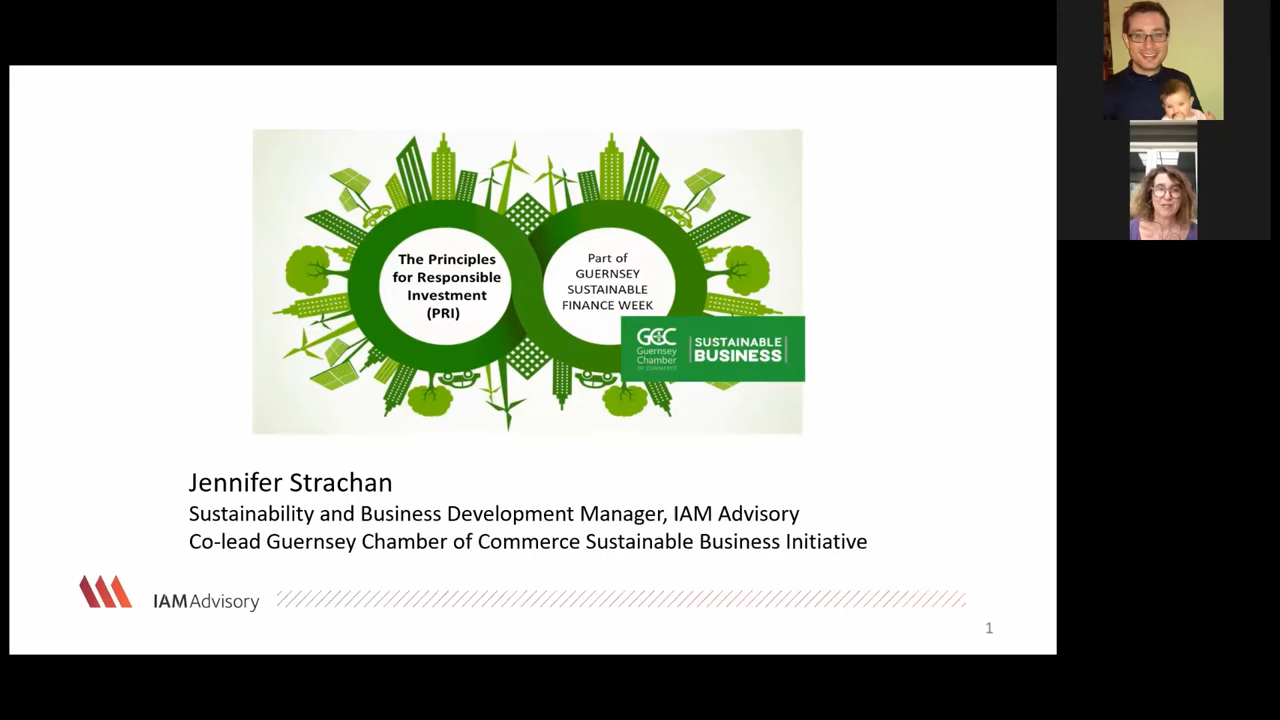 The Principles
for Responsible
Investment
(PRI)
Part of
GUERNSEY
SUSTAINABLE
FINANCE WEEK
GCC
Guernsey
Chamber
OF COMMERCE
SUSTAINABLE
BUSINESS
Jennifer Strachan
Sustainability and Business Development Manager, IAM Advisory
Co-lead Guernsey Chamber of Commerce Sustainable Business Initiative
IAM Advisory
1